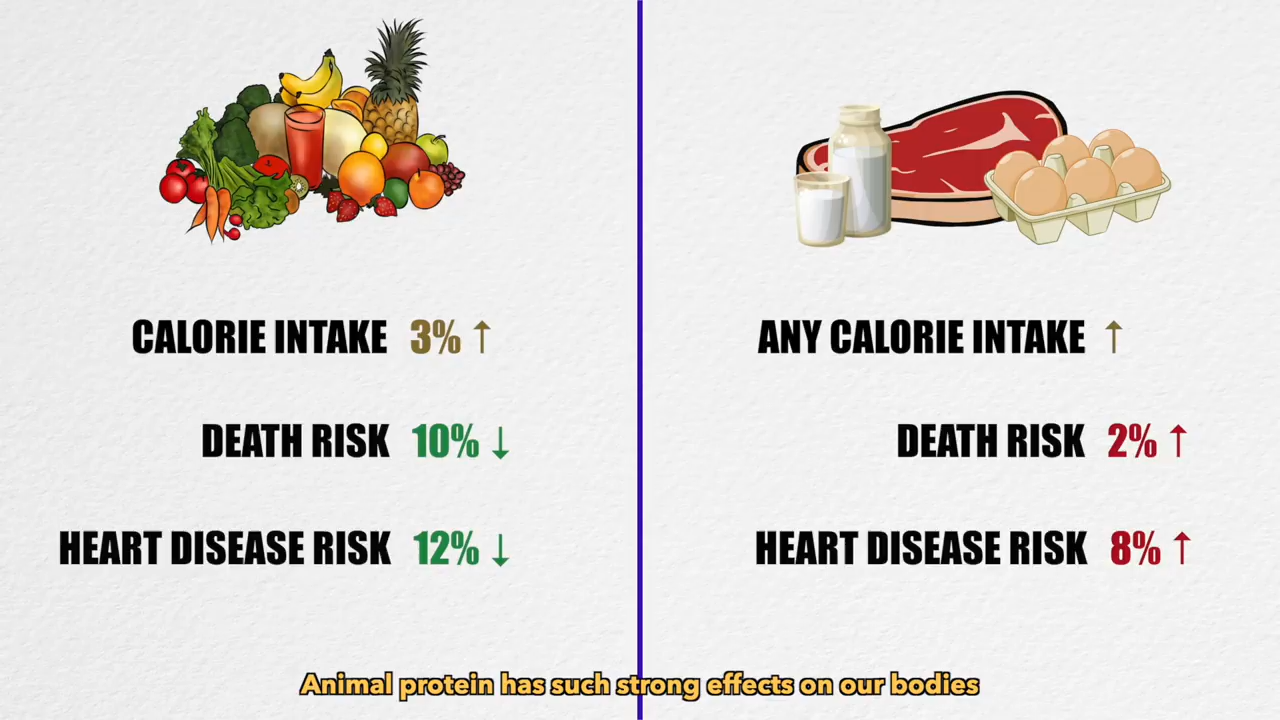 CALORIE INTAKE 3% ↑
DEATH RISK 10% ↓
HEART DISEASE RISK 12% ↓
ANY CALORIE INTAKE ↑
DEATH RISK 2% ↑
HEART DISEASE RISK 8% ↑
Animal protein has such strong effects on our bodies